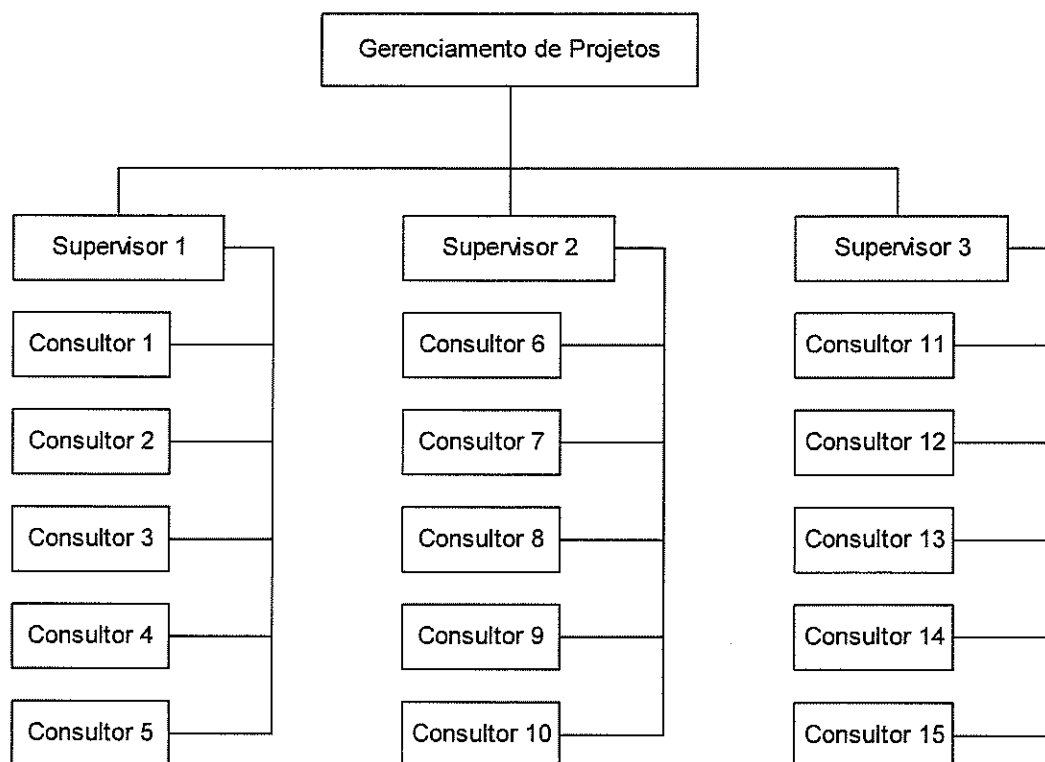 Gerenciamento de Projetos
Supervisor 1
Supervisor 2
Supervisor 3
Consultor 1
Consultor 6
Consultor 11
Consultor 2
Consultor 7
Consultor 12
Consultor 3
Consultor 8
Consultor 13
Consultor 4
Consultor 9
Consultor 14
Consultor 5
Consultor 10
Consultor 15